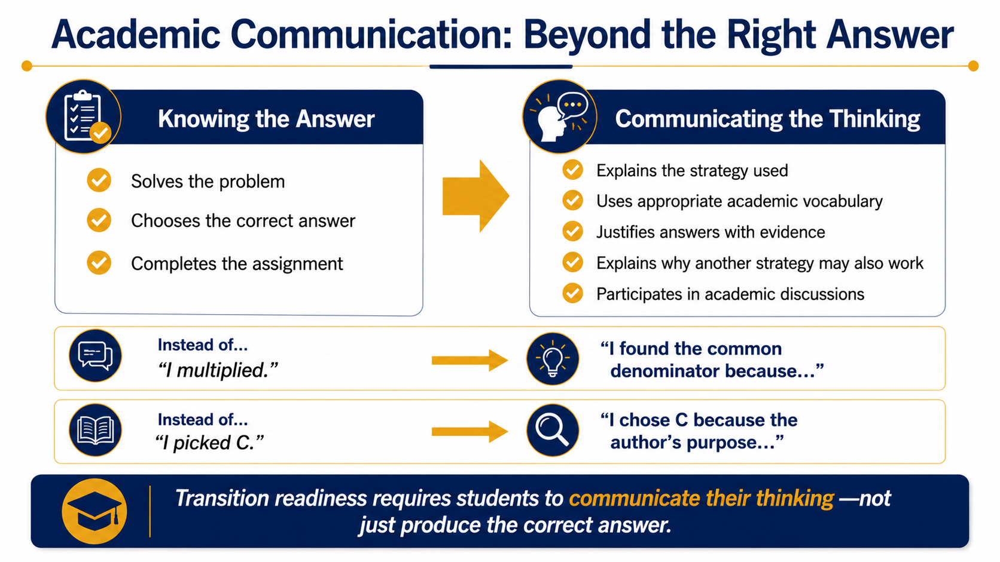 Academic Communication: Beyond the Right Answer
Knowing the Answer
Solves the problem
Chooses the correct answer
Completes the assignment
Communicating the Thinking
Explains the strategy used
Uses appropriate academic vocabulary
Justifies answers with evidence
Explains why another strategy may also work
Participates in academic discussions
Instead of...
“I multiplied.”
“I found the common
denominator because...”
Instead of...
“I picked C.”
“I chose C because the
author’s purpose...”
Transition readiness requires students to communicate their thinking —not
just produce the correct answer.